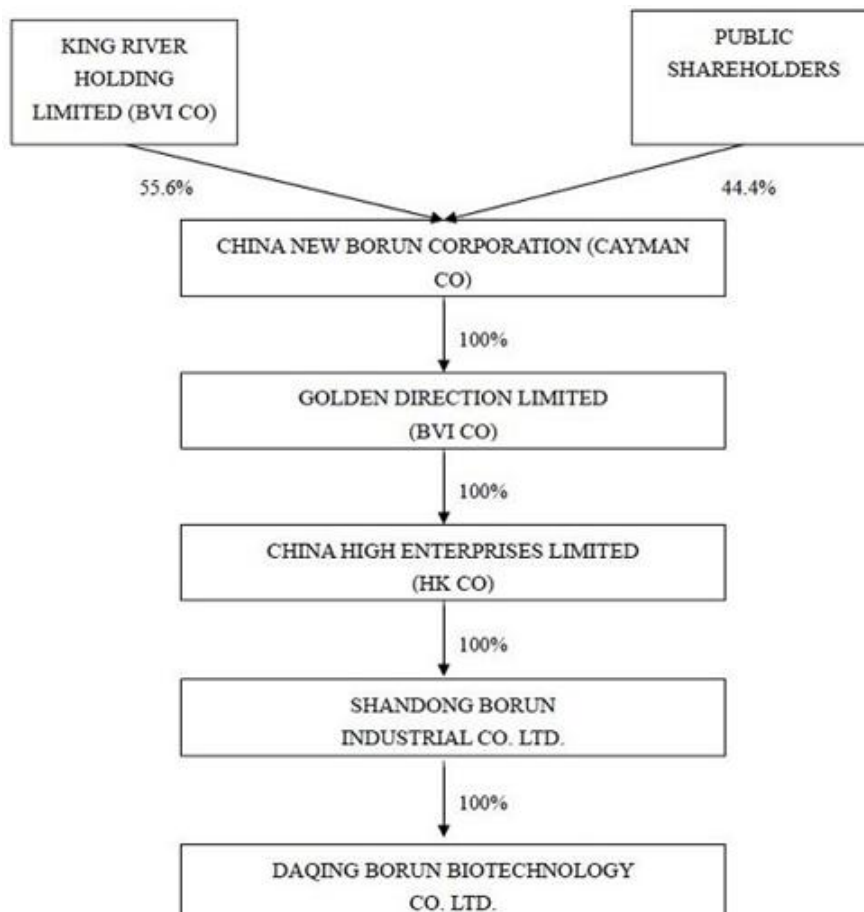 KING RIVER
HOLDING
LIMITED (BVI CO)
PUBLIC
SHAREHOLDERS
55.6%
44.4%
CHINA NEW BORUN CORPORATION (CAYMAN
CO)
100%
GOLDEN DIRECTION LIMITED
(BVI CO)
100%
CHINA HIGH ENTERPRISES LIMITED
(HK CO)
100%
SHANDONG BORUN
INDUSTRIAL CO. LTD.
100%
DAQING BORUN BIOTECHNOLOGY
CO. LTD.